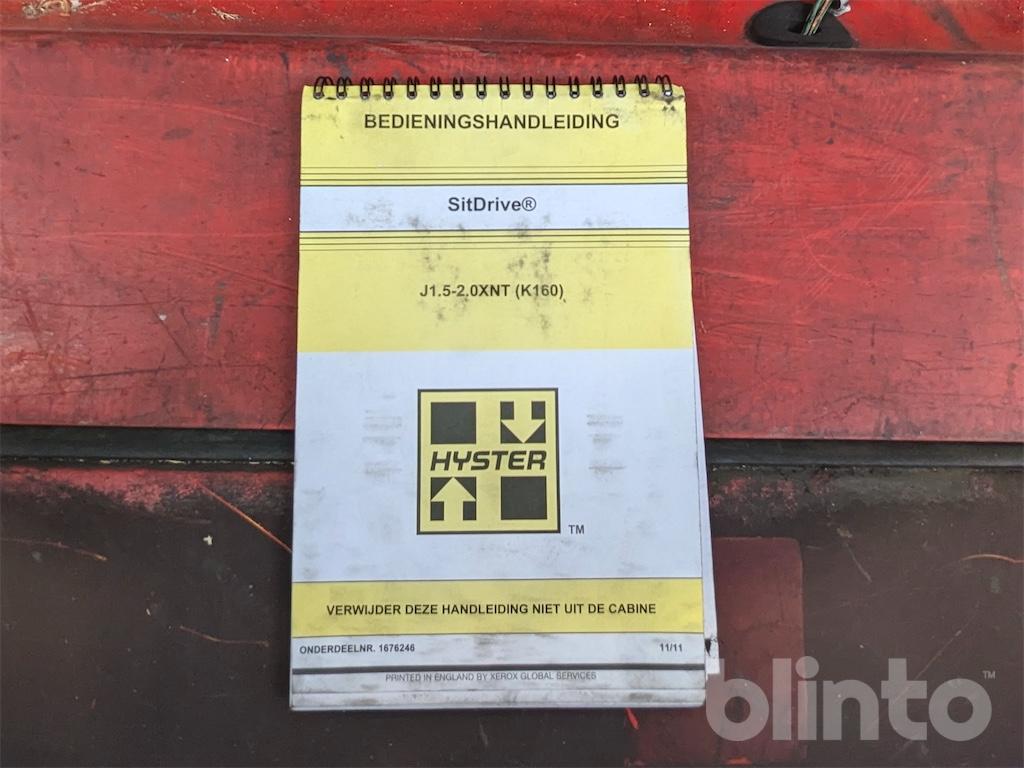 BEDIENINGSHANDLEIDING
SitDrive®
J1.5-2.0XNT (K160)
HYSTER
TM
VERWIJDER DEZE HANDLEIDING NIET UIT DE CABINE
ONDERDEELNR. 1676246 11/11
PRINTED IN ENGLAND BY XEROX GLOBAL SERVICES
blinto™